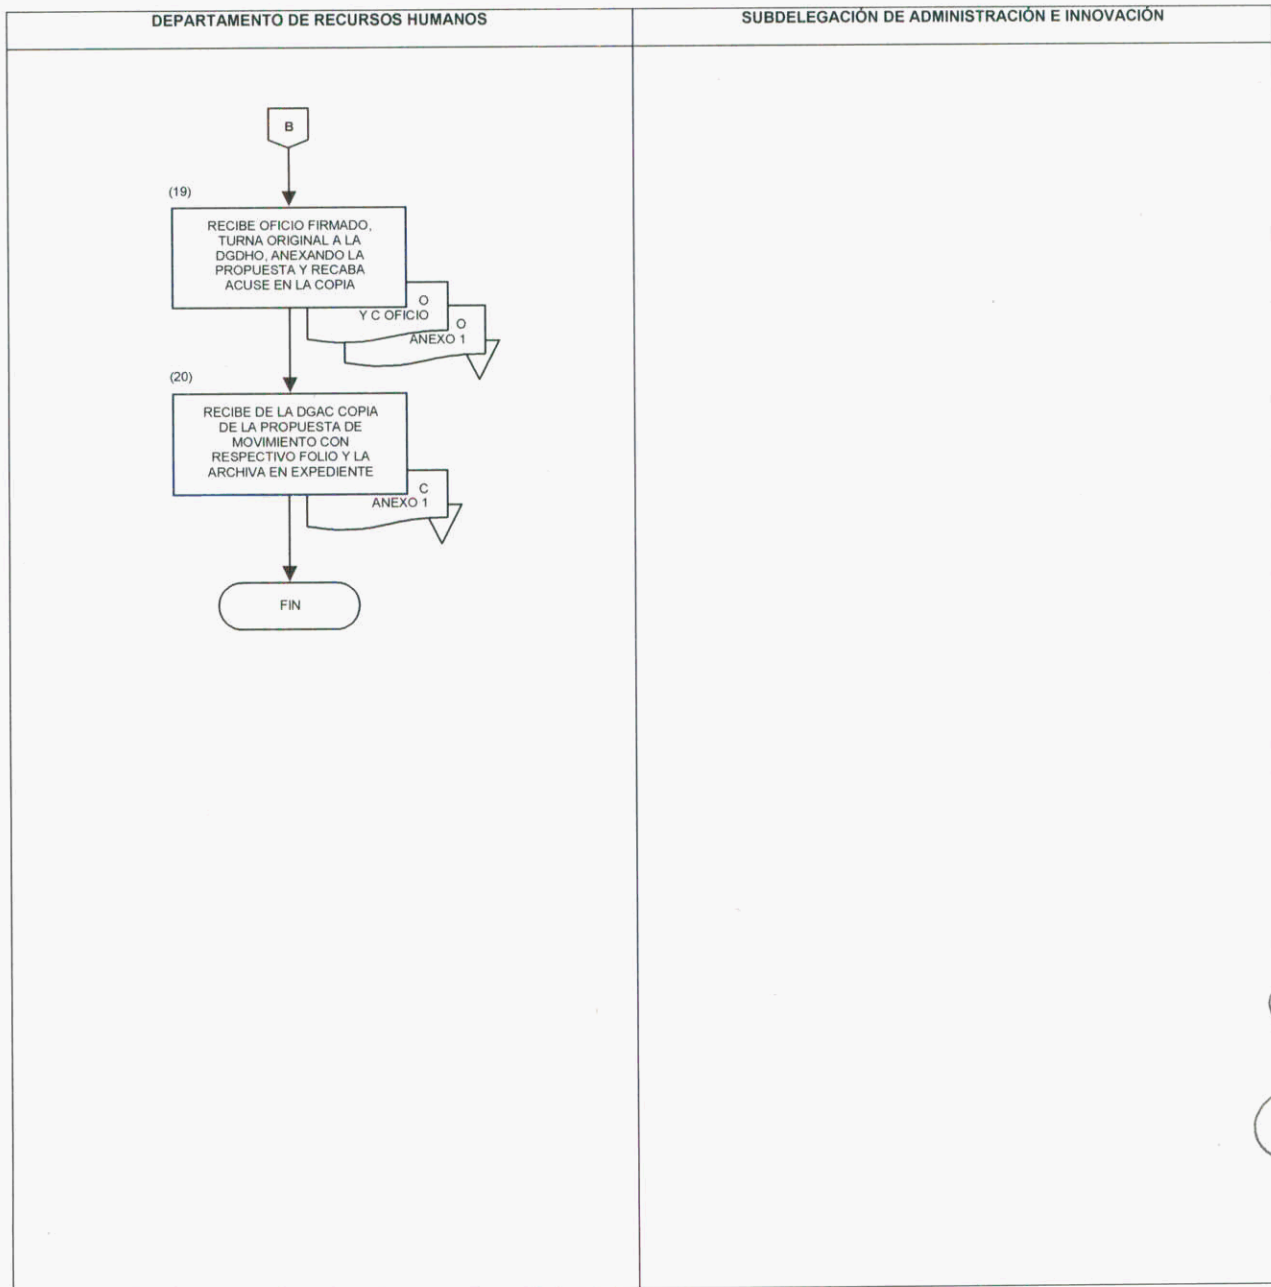 DEPARTAMENTO DE RECURSOS HUMANOS
SUBDELEGACIÓN DE ADMINISTRACIÓN E INNOVACIÓN
B
(19)
RECIBE OFICIO FIRMADO,
TURNA ORIGINAL A LA
DGDHO, ANEXANDO LA
PROPUESTA Y RECABA
ACUSE EN LA COPIA
O
Y C OFICIO
O
ANEXO 1
(20)
RECIBE DE LA DGAC COPIA
DE LA PROPUESTA DE
MOVIMIENTO CON
RESPECTIVO FOLIO Y LA
ARCHIVA EN EXPEDIENTE
C
ANEXO 1
FIN